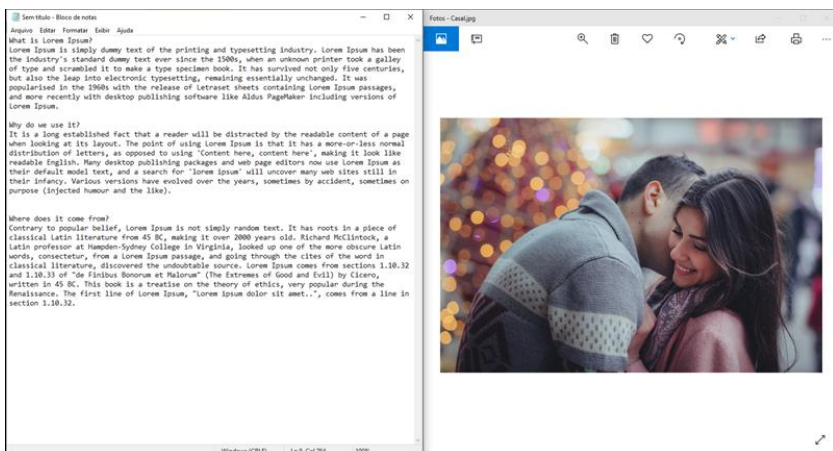 Sem título - Bloco de notas
Arquivo Editar Formatar Exibir Ajuda
What is Lorem Ipsum?
Lorem Ipsum is simply dummy text of the printing and typesetting industry. Lorem Ipsum has been
the industry's standard dummy text ever since the 1500s, when an unknown printer took a galley
of type and scrambled it to make a type specimen book. It has survived not only five centuries,
but also the leap into electronic typesetting, remaining essentially unchanged. It was
popularised in the 1960s with the release of Letraset sheets containing Lorem Ipsum passages,
and more recently with desktop publishing software like Aldus PageMaker including versions of
Lorem Ipsum.
Why do we use it?
It is a long established fact that a reader will be distracted by the readable content of a page
when looking at its layout. The point of using Lorem Ipsum is that it has a more-or-less normal
distribution of letters, as opposed to using 'Content here, content here', making it look like
readable English. Many desktop publishing packages and web page editors now use Lorem Ipsum as
their default model text, and a search for 'lorem ipsum' will uncover many web sites still in
their infancy. Various versions have evolved over the years, sometimes by accident, sometimes on
purpose (injected humour and the like).
Where does it come from?
Contrary to popular belief, Lorem Ipsum is not simply random text. It has roots in a piece of
classical Latin literature from 45 BC, making it over 2000 years old. Richard McClintock, a
Latin professor at Hampden-Sydney College in Virginia, looked up one of the more obscure Latin
words, consectetur, from a Lorem Ipsum passage, and going through the cites of the word in
classical literature, discovered the undoubtable source. Lorem Ipsum comes from sections 1.10.32
and 1.10.33 of "de Finibus Bonorum et Malorum" (The Extremes of Good and Evil) by Cicero,
written in 45 BC. This book is a treatise on the theory of ethics, very popular during the
Renaissance. The first line of Lorem Ipsum, "Lorem ipsum dolor sit amet..", comes from a line in
section 1.10.32.
Fotos - Casal.jpg